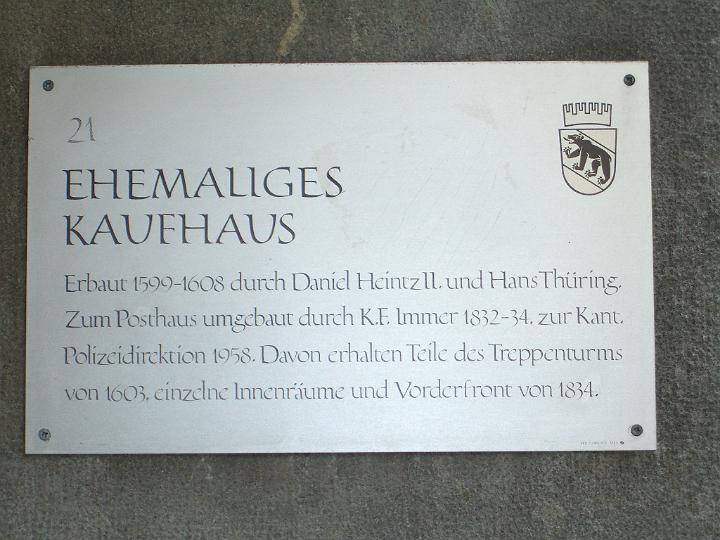 21
EHEMALIGES
KAUFHAUS
Erbaut 1599-1608 durch Daniel Heintz II. und Hans Thüring.
Zum Posthaus umgebaut durch K.F. Immer 1832-34, zur Kant.
Polizeidirektion 1958. Davon erhalten Teile des Treppenturms
von 1603, einzelne Innenräume und Vorderfront von 1834.